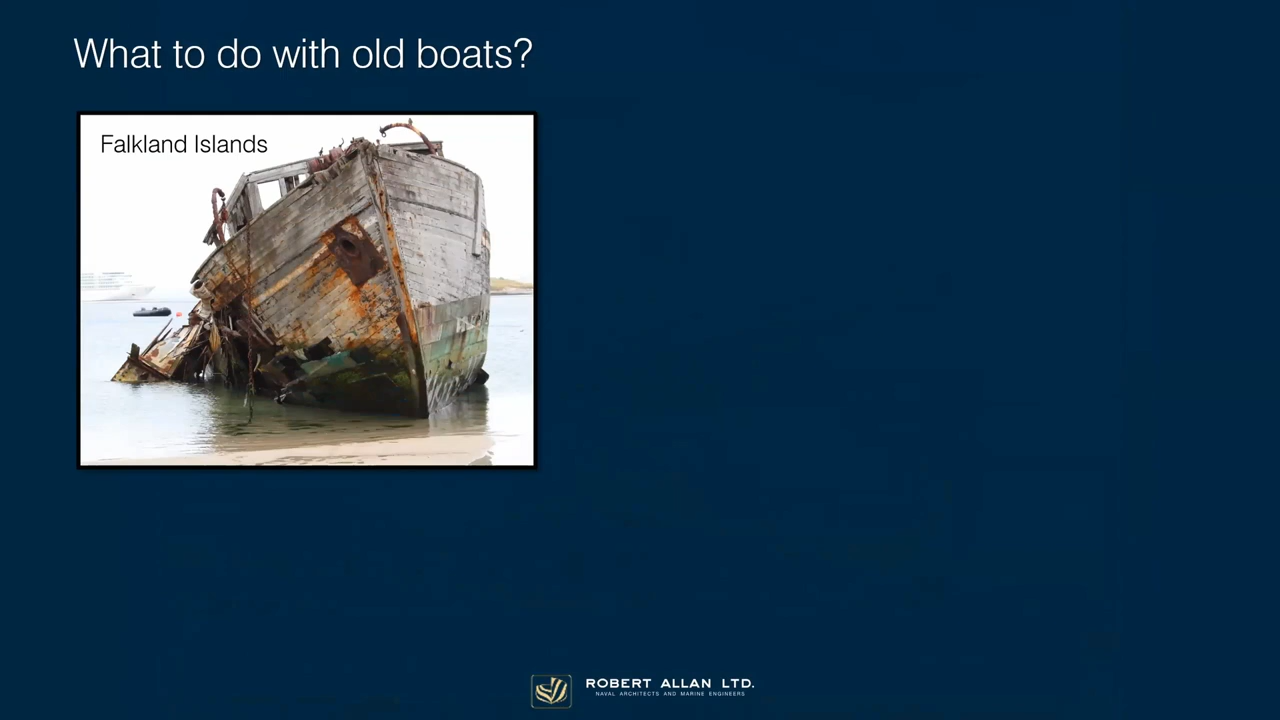 What to do with old boats?
Falkland Islands
ROBERT ALLAN LTD.
NAVAL ARCHITECTS AND MARINE ENGINEERS